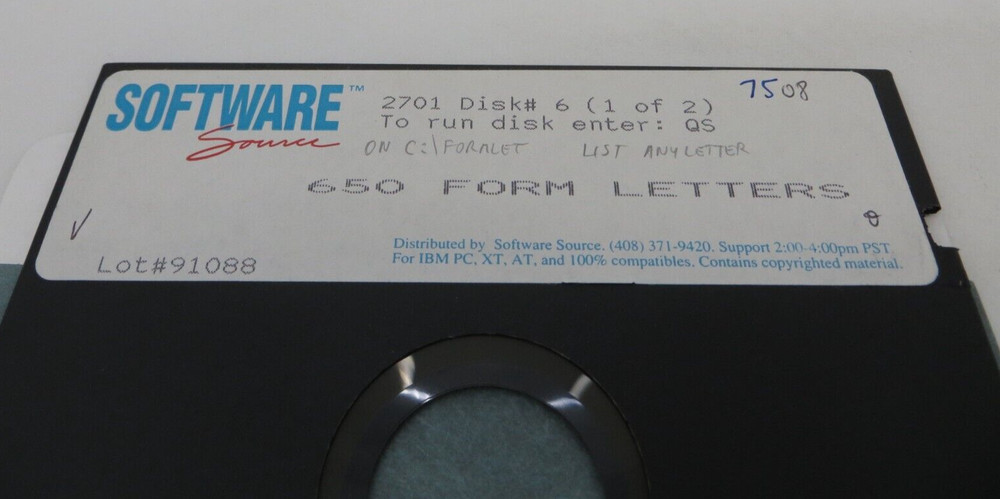 SOFTWARE™
Source
7508
2701 Disk# 6 (1 of 2)
To run disk enter: QS
ON C:\FORMLET LIST ANYLETTER
650 FORM LETTERS
Lot#91088
Distributed by Software Source. (408) 371-9420. Support 2:00-4:00pm PST.
For IBM PC, XT, AT, and 100% compatibles. Contains copyrighted material.